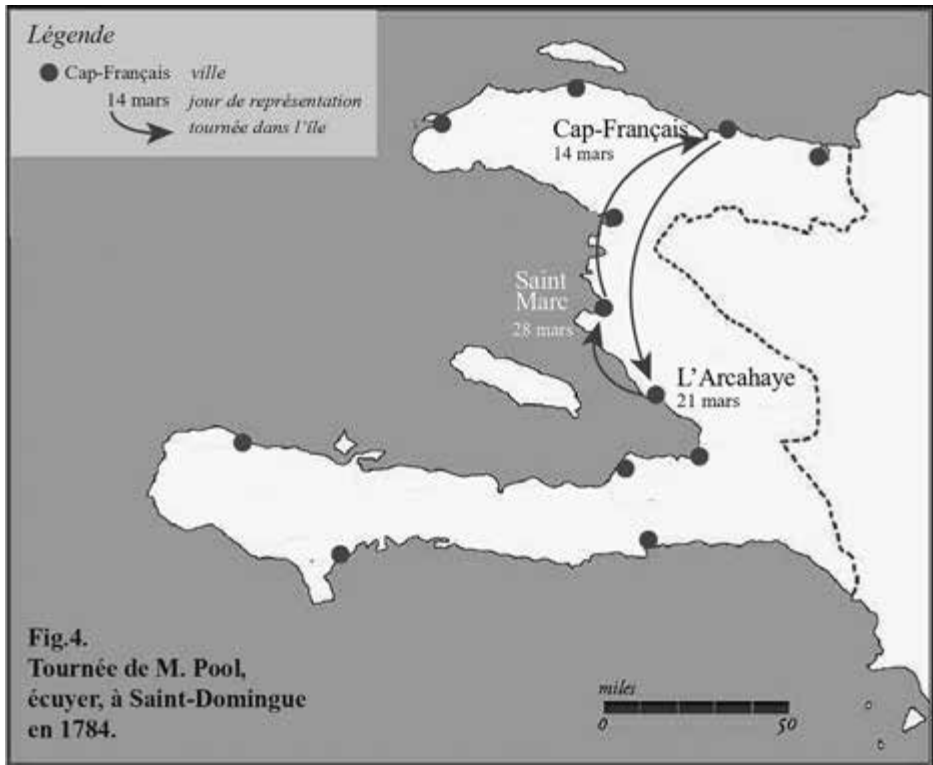 Légende
Cap-Français ville
14 mars jour de représentation
tournée dans l'île
Cap-Français
14 mars
Saint
Marc
28 mars
L'Arcahaye
21 mars
Fig.4.
Tournée de M. Pool,
écuyer, à Saint-Domingue
en 1784.
miles
0 50